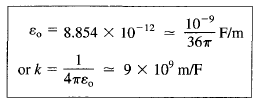 ε₀ = 8.854 × 10⁻¹² ≃ 10⁻⁹/36π F/m
or k = 1/4πε₀ ≃ 9 × 10⁹ m/F